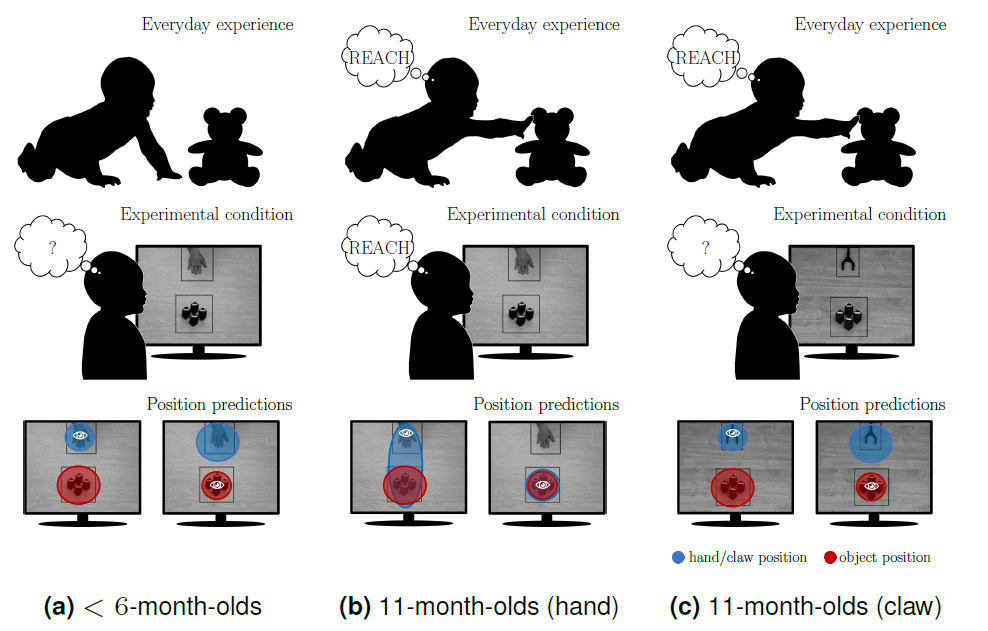 Everyday experience
Everyday experience
REACH
Everyday experience
REACH
Experimental condition
?
Experimental condition
REACH
Experimental condition
?
Position predictions
Position predictions
Position predictions
hand/claw position
object position
(a) < 6-month-olds
(b) 11-month-olds (hand)
(c) 11-month-olds (claw)